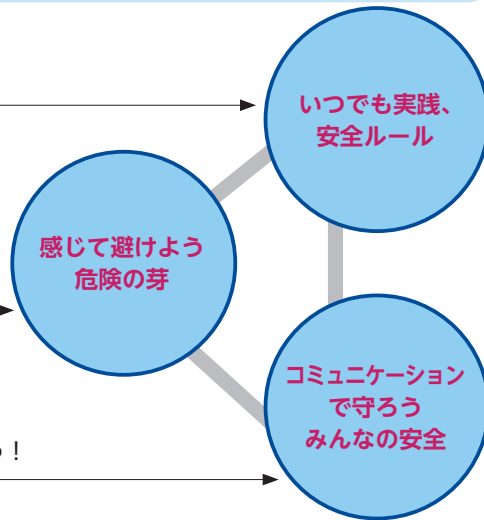 いつでも実践、
安全ルール
感じて避けよう
危険の芽
コミュニケーション
で守ろう
みんなの安全
！